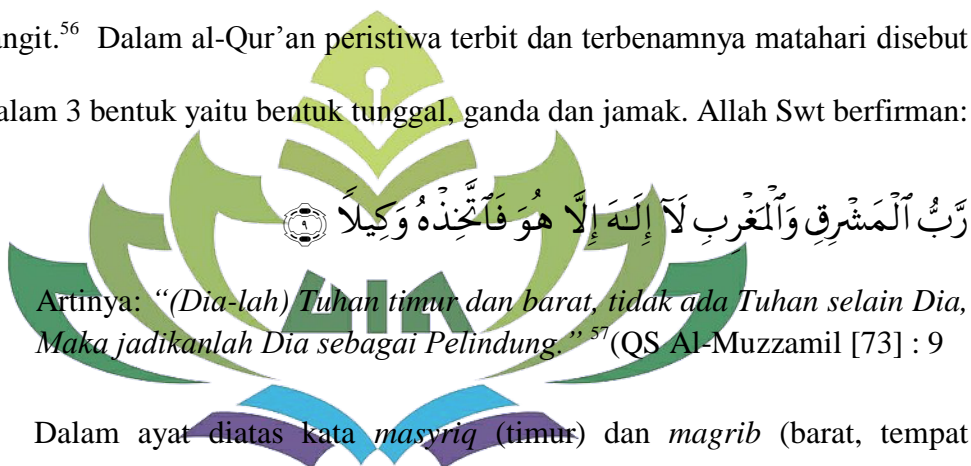 angit.56 Dalam al-Qur'an peristiwa terbit dan terbenamnya matahari disebut
alam 3 bentuk yaitu bentuk tunggal, ganda dan jamak. Allah Swt berfirman:
رَّبُّ ٱلْمَشْرِقِ وَٱلْمَغْرِبِ لَآ إِلَـٰهَ إِلَّا هُوَ فَٱتَّخِذْهُ وَكِيلًا ﴿٩﴾
Artinya: “(Dia-lah) Tuhan timur dan barat, tidak ada Tuhan selain Dia,
Maka jadikanlah Dia sebagai Pelindung.” 57(QS Al-Muzzamil [73] : 9
Dalam ayat diatas kata masyriq (timur) dan magrib (barat, tempat